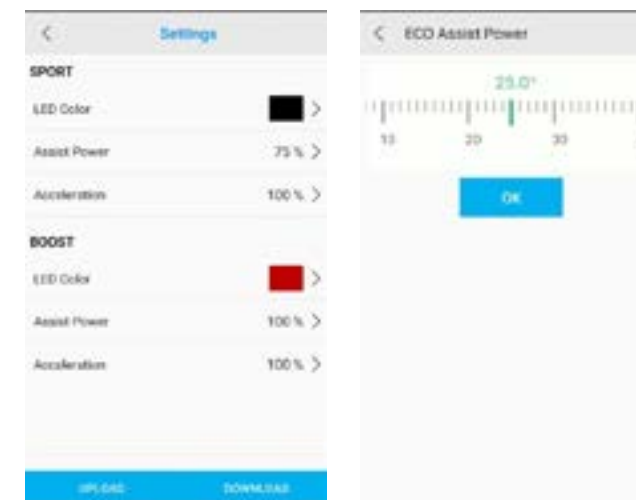 Settings
SPORT
LED Color
Assist Power 75 %
Acceleration 100 %
BOOST
LED Color
Assist Power 100 %
Acceleration 100 %
UPLOAD DOWNLOAD
ECO Assist Power
25.0
10 20 30
OK